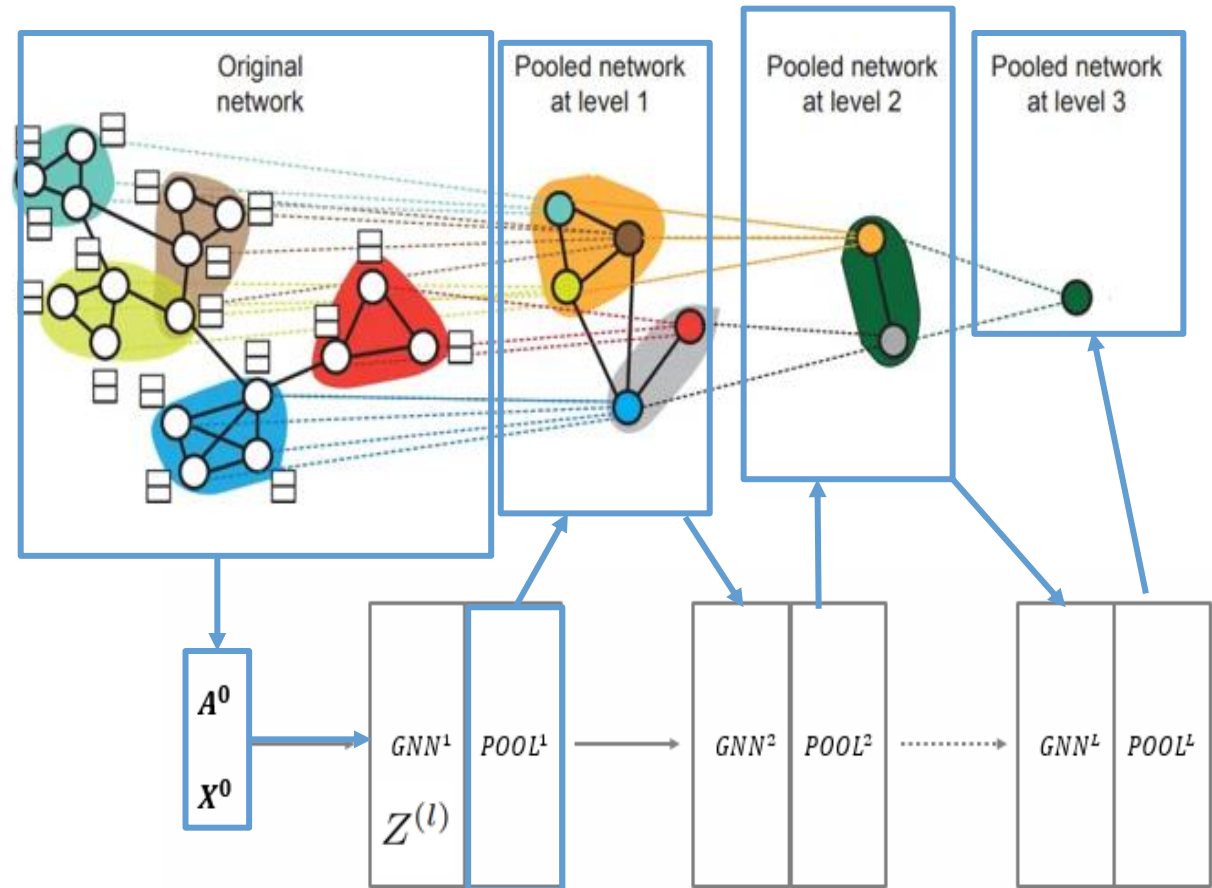 Original
network
Pooled network
at level 1
Pooled network
at level 2
Pooled network
at level 3
A⁰
X⁰
GNN¹
POOL¹
Z⁽ˡ⁾
GNN²
POOL²
GNNᴸ
POOLᴸ